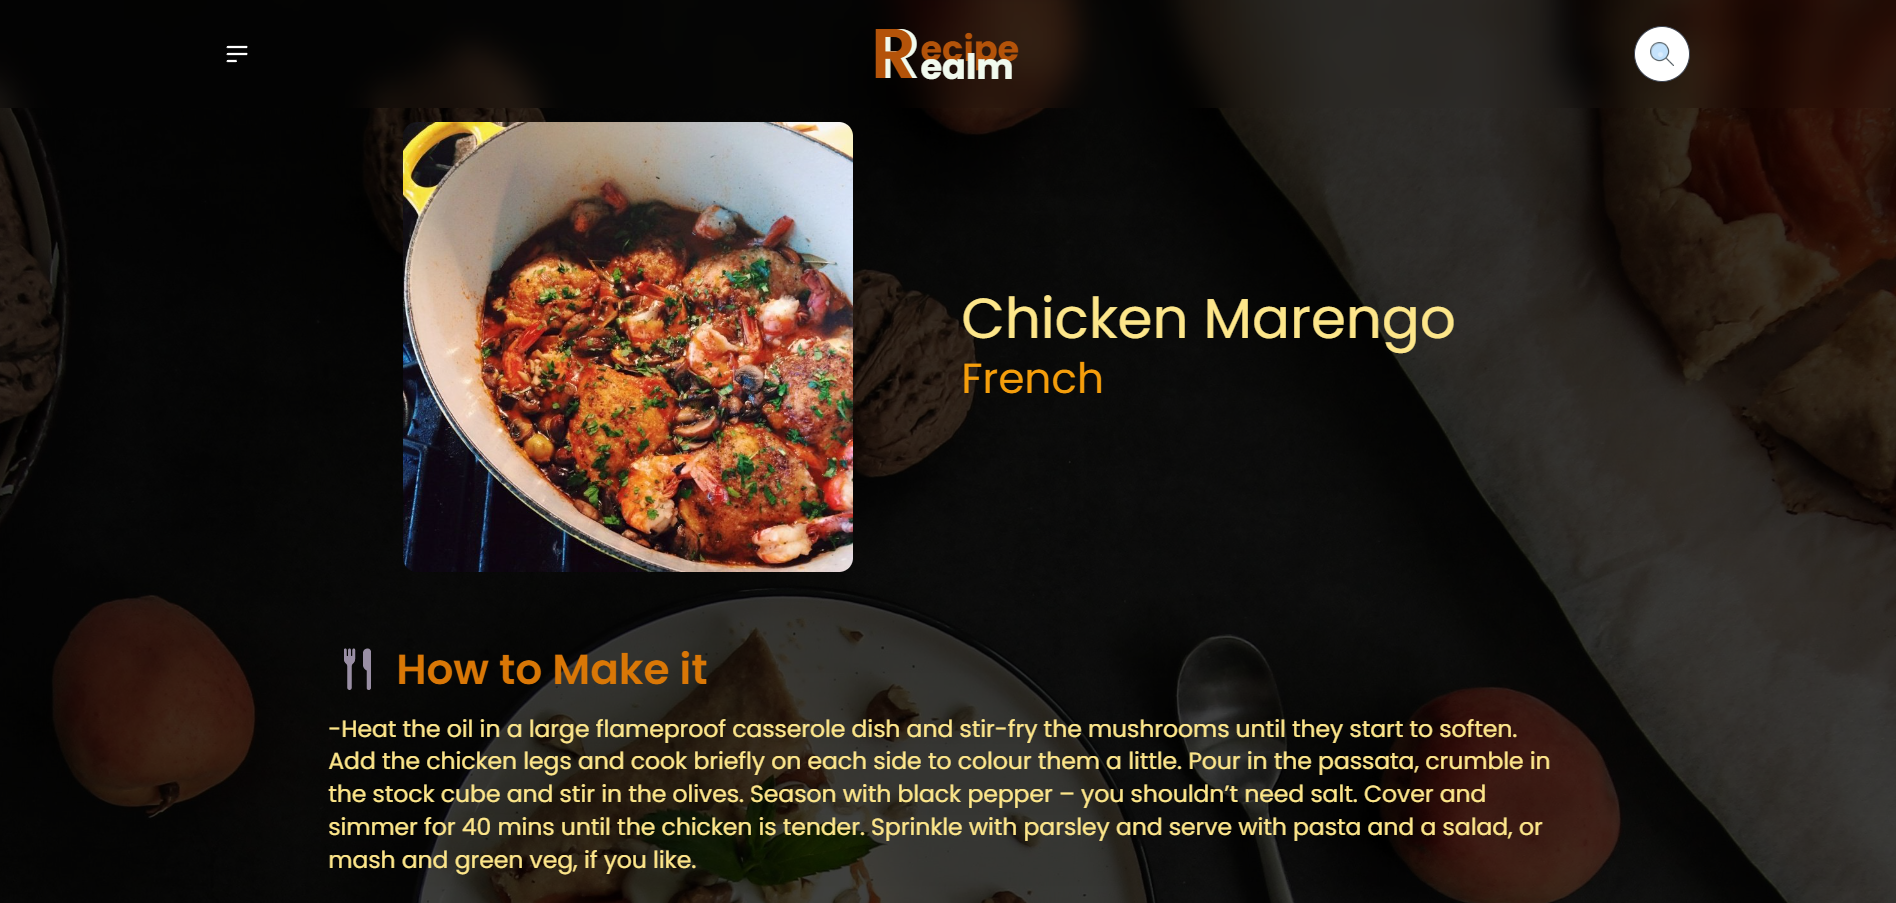 Recipe
Realm
Chicken Marengo
French
How to Make it
-Heat the oil in a large flameproof casserole dish and stir-fry the mushrooms until they start to soften.
Add the chicken legs and cook briefly on each side to colour them a little. Pour in the passata, crumble in
the stock cube and stir in the olives. Season with black pepper – you shouldn’t need salt. Cover and
simmer for 40 mins until the chicken is tender. Sprinkle with parsley and serve with pasta and a salad, or
mash and green veg, if you like.